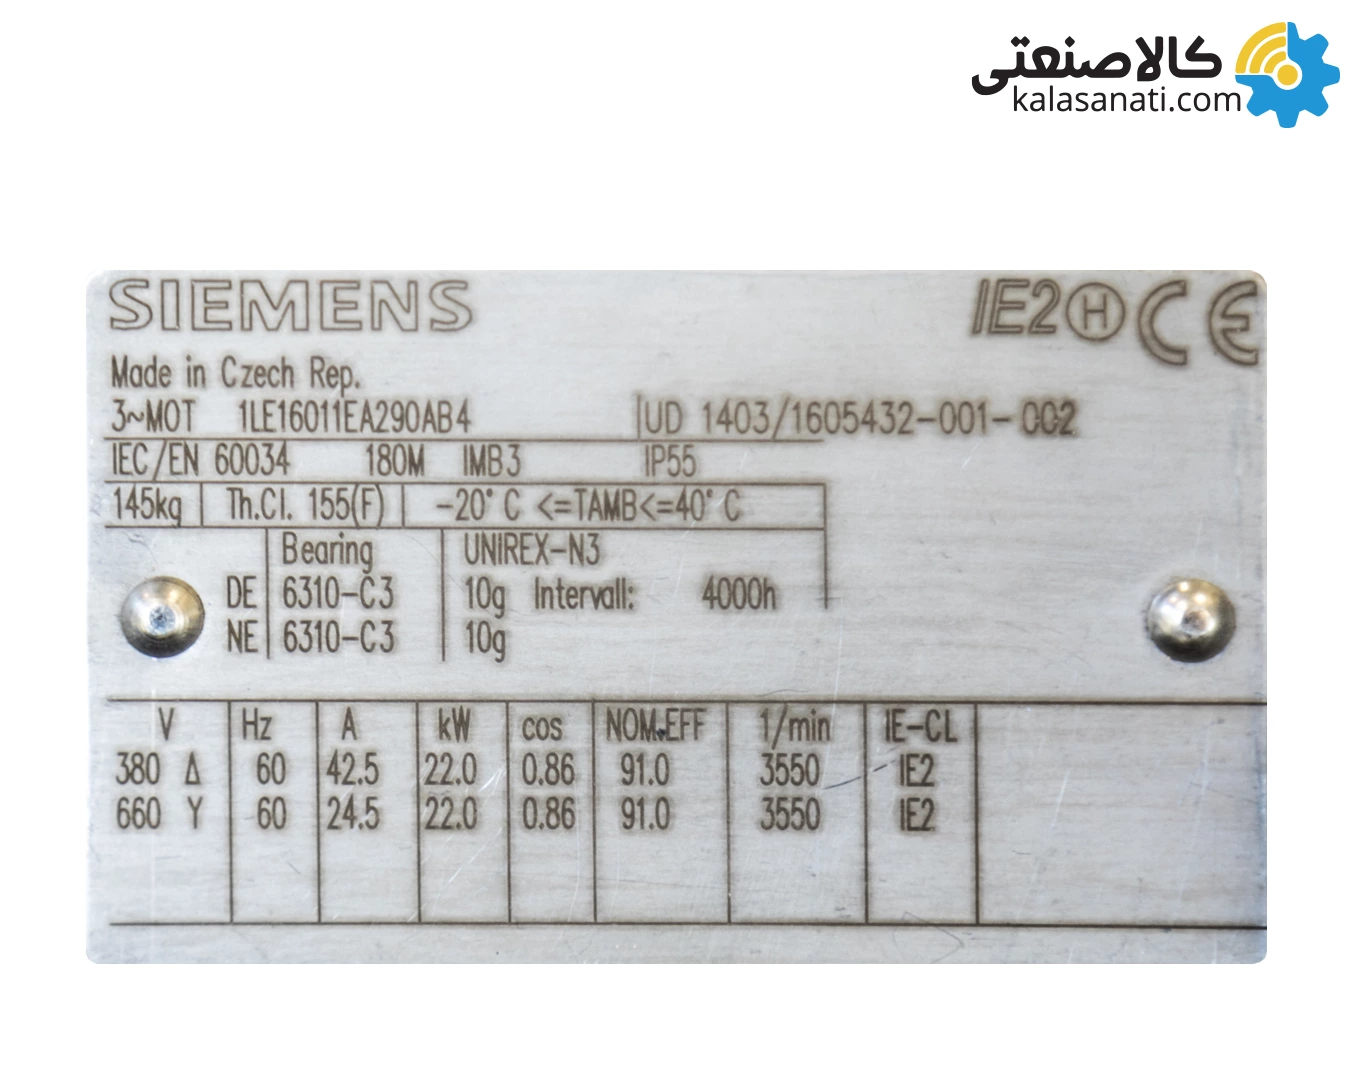 کالاصنعتی
kalasanati.com
SIEMENS IE2 H CE
Made in Czech Rep.
3~MOT 1LE16011EA290AB4 UD 1403/1605432-001-002
IEC/EN 60034 180M IMB3 IP55
145kg Th.Cl. 155(F) -20° C <=TAMB<=40° C
Bearing UNIREX-N3
DE 6310-C3 10g Intervall: 4000h
NE 6310-C3 10g
V Hz A kW cos NOM.EFF 1/min IE-CL
380 Δ 60 42.5 22.0 0.86 91.0 3550 IE2
660 Y 60 24.5 22.0 0.86 91.0 3550 IE2